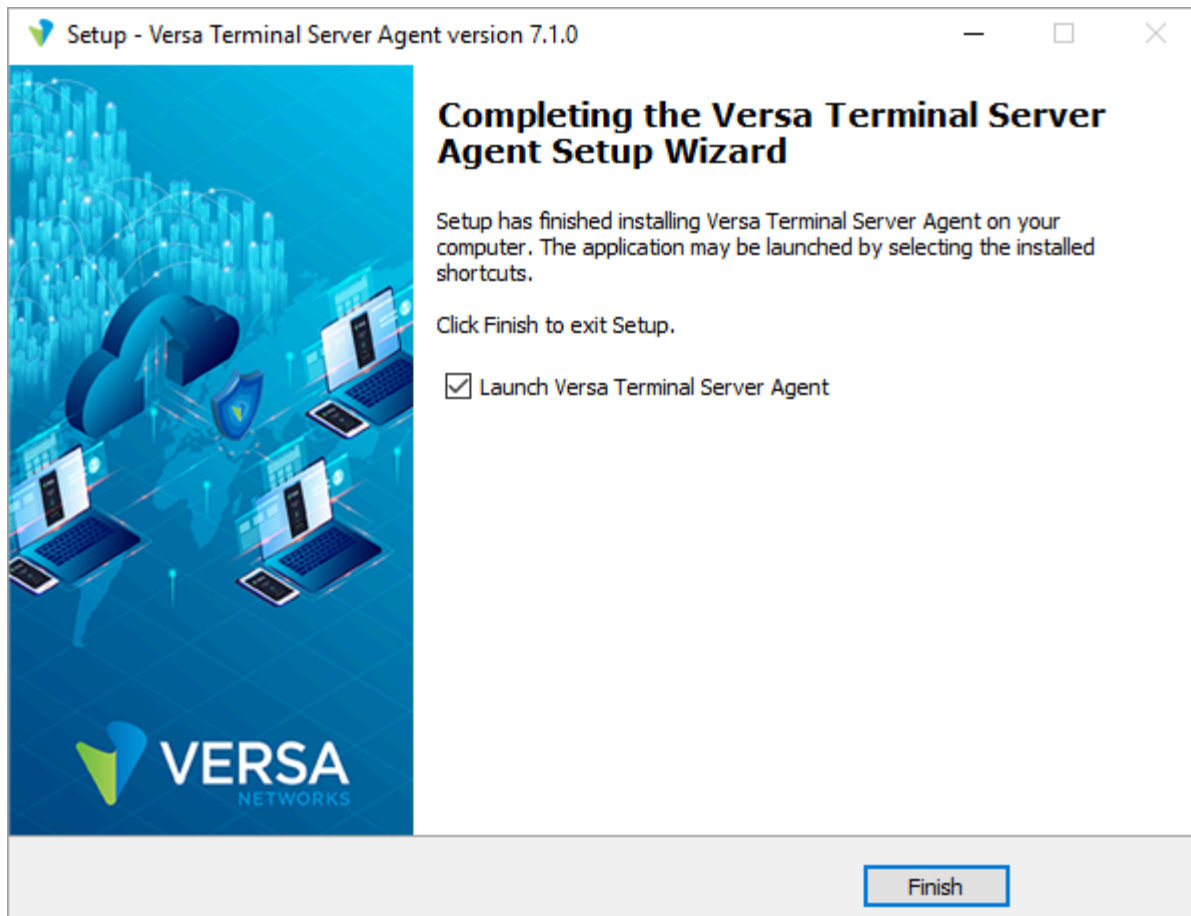 Setup - Versa Terminal Server Agent version 7.1.0
Completing the Versa Terminal Server
Agent Setup Wizard
Setup has finished installing Versa Terminal Server Agent on your
computer. The application may be launched by selecting the installed
shortcuts.
Click Finish to exit Setup.
Launch Versa Terminal Server Agent
VERSA
NETWORKS
Finish